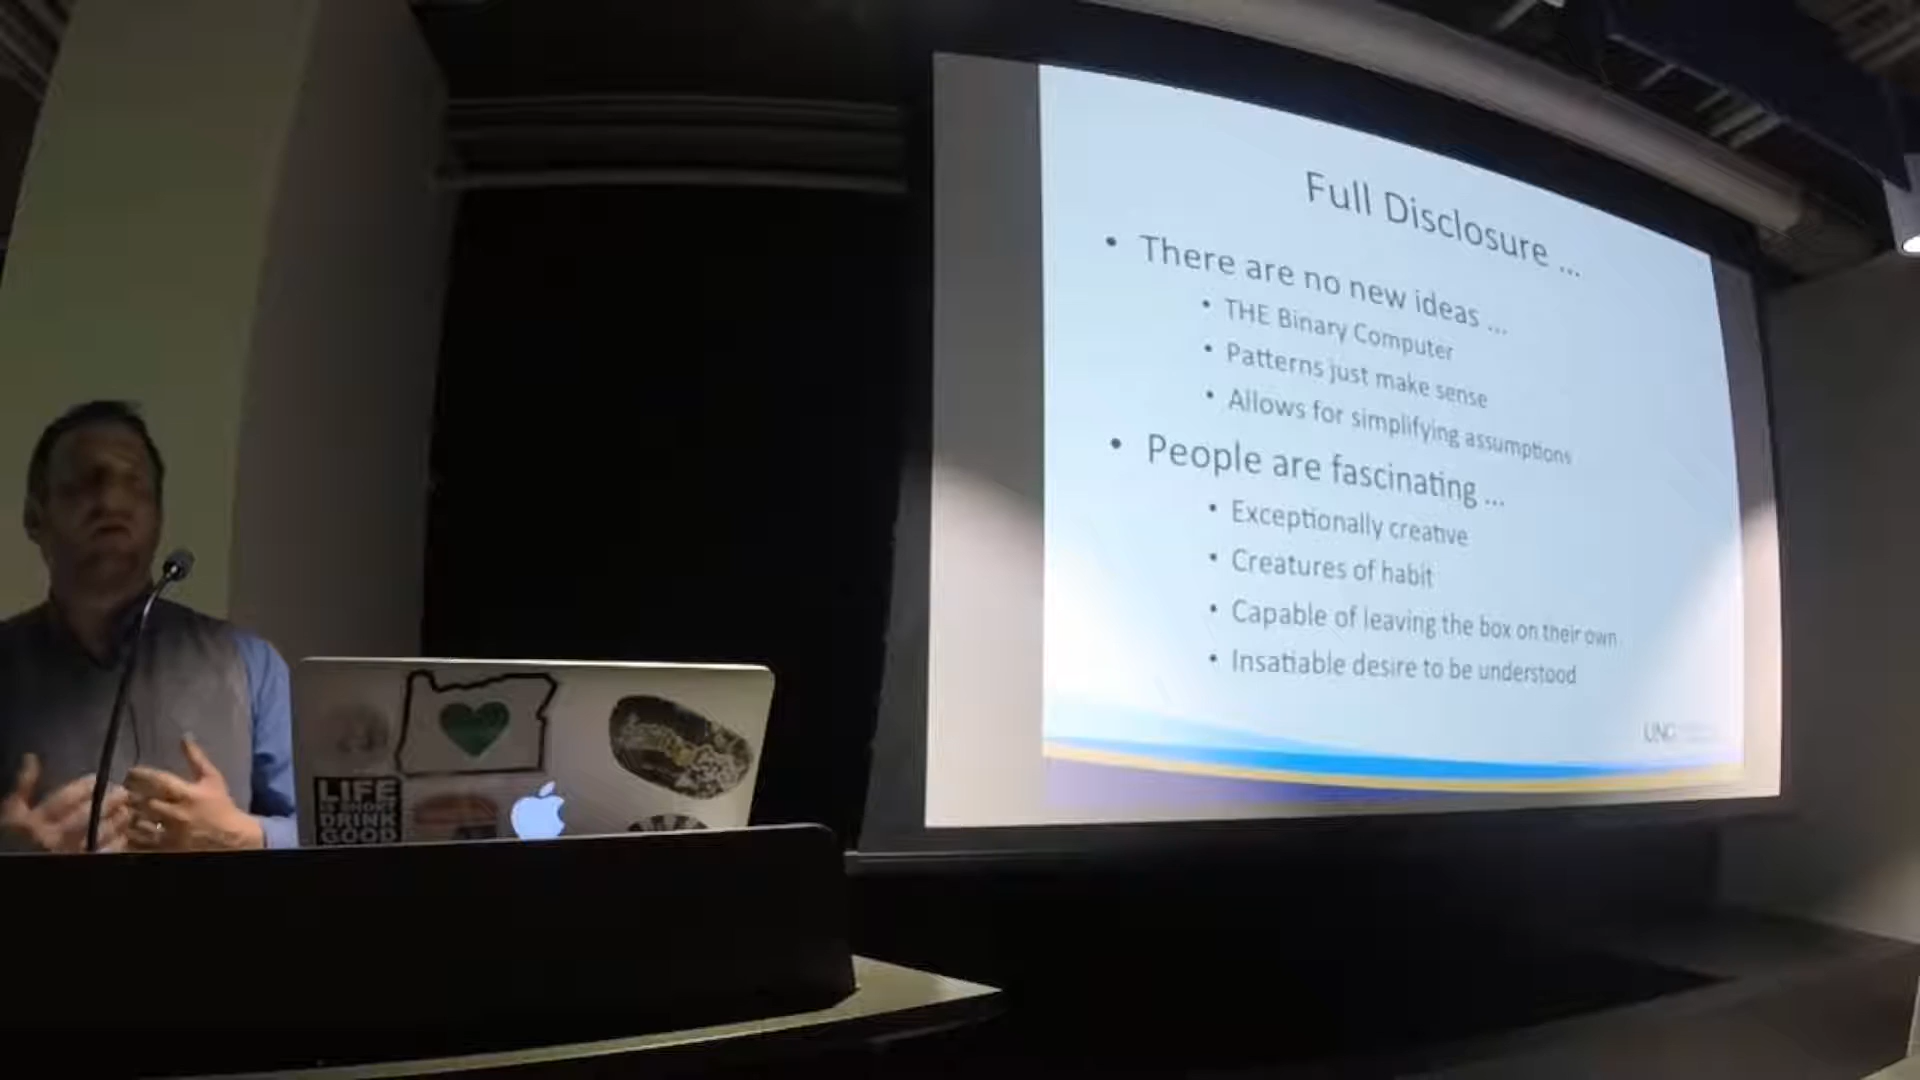 Full Disclosure ...
• There are no new ideas ...
• THE Binary Computer
• Patterns just make sense
• Allows for simplifying assumptions
• People are fascinating ...
• Exceptionally creative
• Creatures of habit
• Capable of leaving the box on their own
• Insatiable desire to be understood
LIFE
IS SHORT
DRINK
GOOD